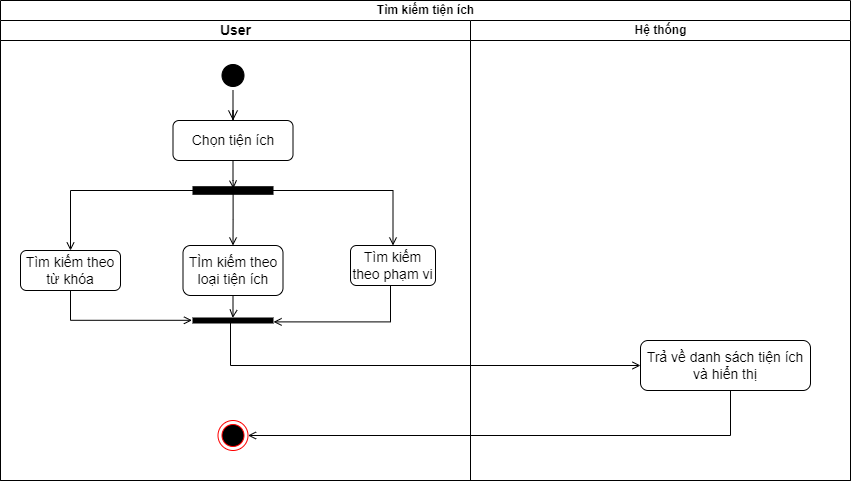 Tìm kiếm tiện ích
User
Hệ thống
Chọn tiện ích
Tìm kiếm theo
từ khóa
TÌm kiếm theo
loại tiện ích
Tìm kiếm
theo phạm vi
Trả về danh sách tiện ích
và hiển thị